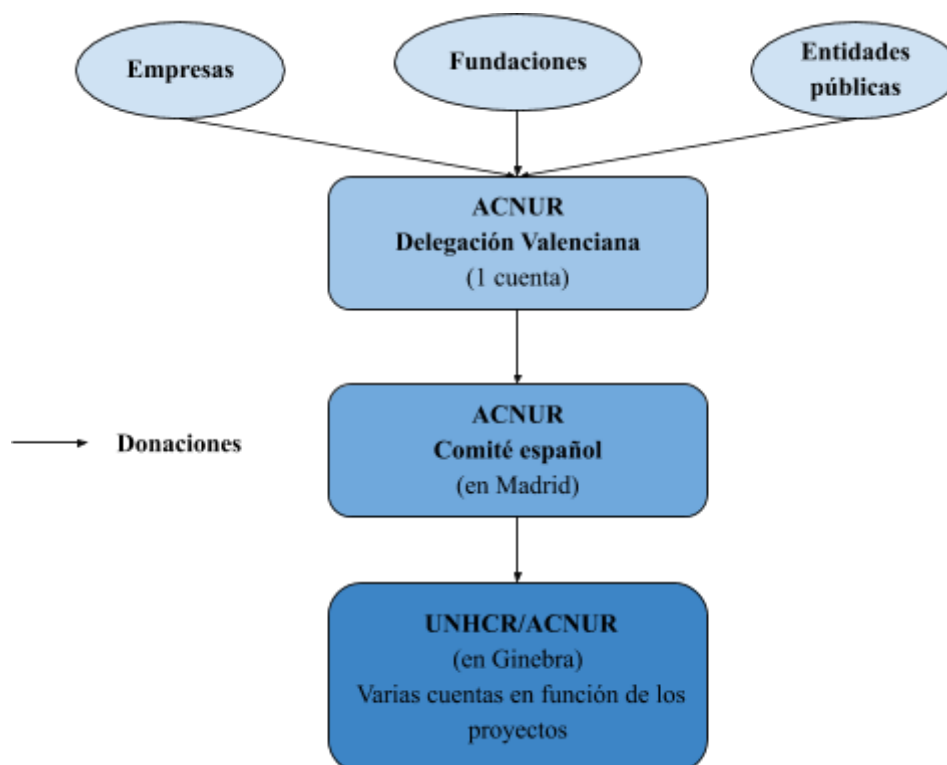 Empresas
Fundaciones
Entidades
públicas
ACNUR
Delegación Valenciana
(1 cuenta)
ACNUR
Comité español
(en Madrid)
Donaciones
UNHCR/ACNUR
(en Ginebra)
Varias cuentas en función de los
proyectos